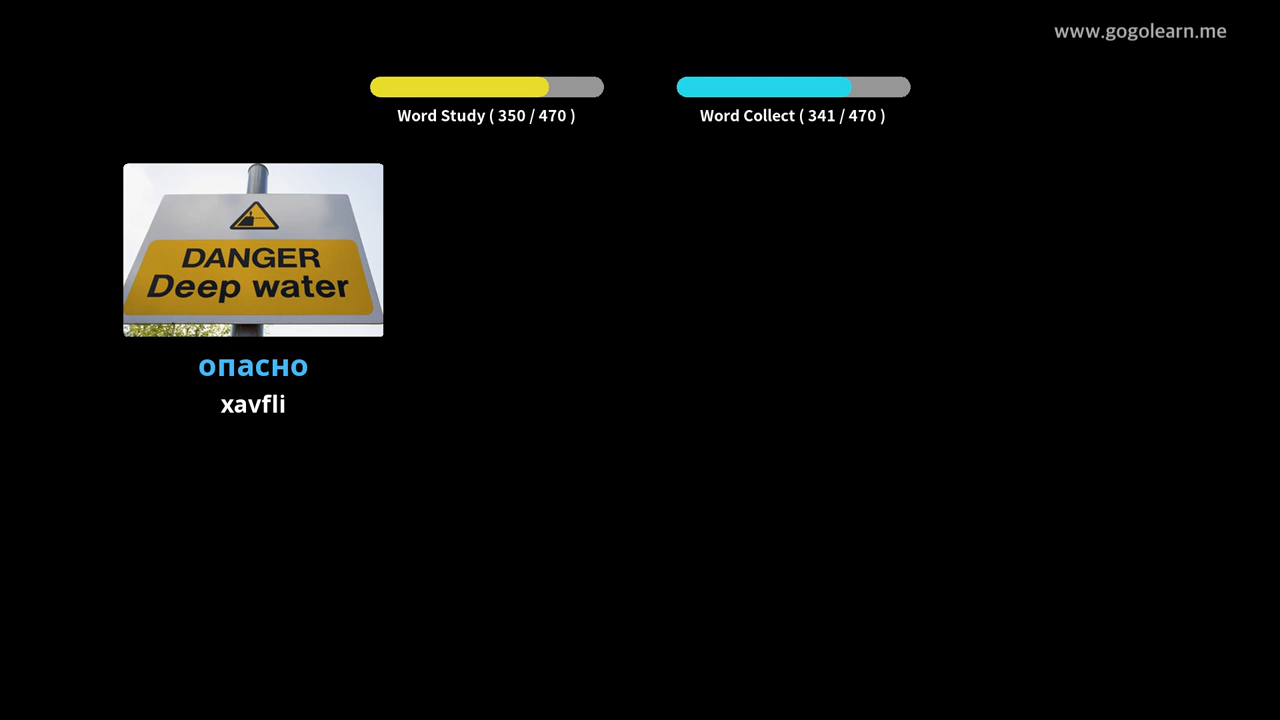 www.gogolearn.me
Word Study ( 350 / 470 )
Word Collect ( 341 / 470 )
DANGER
Deep water
опасно
xavfli